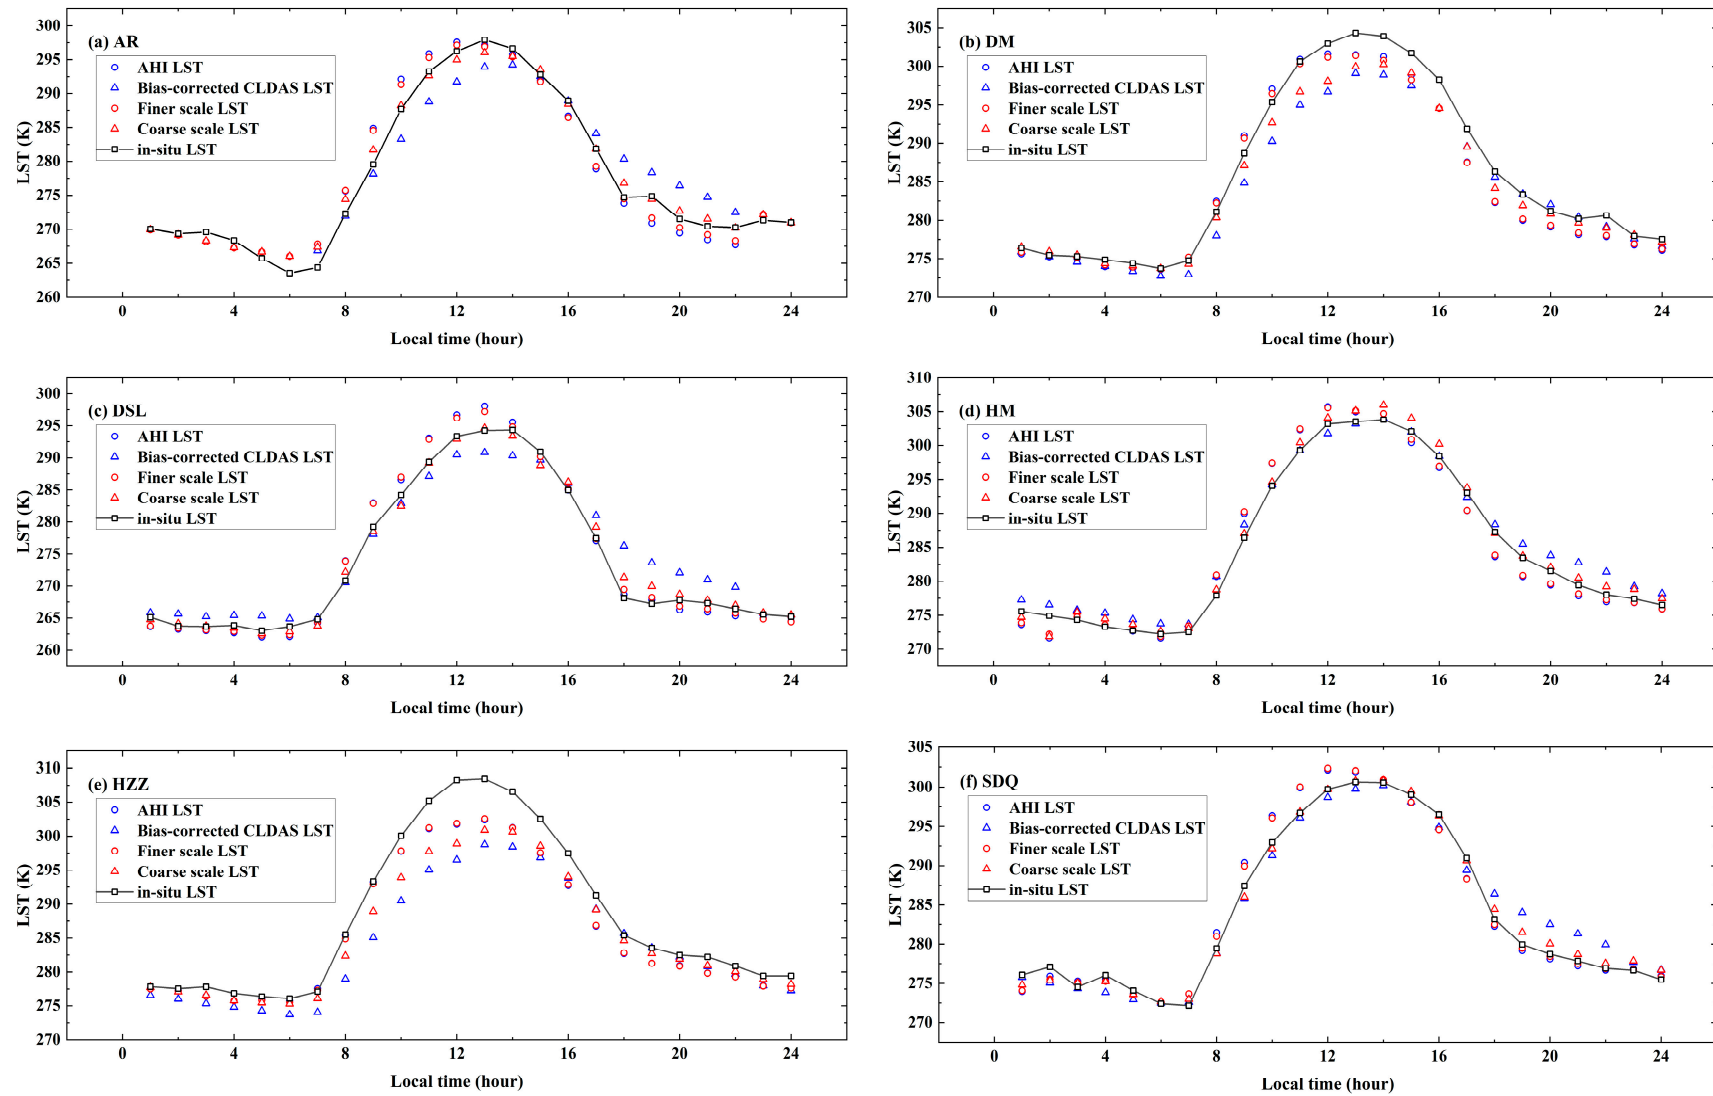 (a) AR
AHI LST
Bias-corrected CLDAS LST
Finer scale LST
Coarse scale LST
in-situ LST
LST (K)
300
295
290
285
280
275
270
265
260
0 4 8 12 16 20 24
Local time (hour)
(b) DM
AHI LST
Bias-corrected CLDAS LST
Finer scale LST
Coarse scale LST
in-situ LST
LST (K)
305
300
295
290
285
280
275
270
0 4 8 12 16 20 24
Local time (hour)
(c) DSL
AHI LST
Bias-corrected CLDAS LST
Finer scale LST
Coarse scale LST
in-situ LST
LST (K)
300
295
290
285
280
275
270
265
260
0 4 8 12 16 20 24
Local time (hour)
(d) HM
AHI LST
Bias-corrected CLDAS LST
Finer scale LST
Coarse scale LST
in-situ LST
LST (K)
310
305
300
295
290
285
280
275
270
0 4 8 12 16 20 24
Local time (hour)
(e) HZZ
AHI LST
Bias-corrected CLDAS LST
Finer scale LST
Coarse scale LST
in-situ LST
LST (K)
310
305
300
295
290
285
280
275
270
0 4 8 12 16 20 24
Local time (hour)
(f) SDQ
AHI LST
Bias-corrected CLDAS LST
Finer scale LST
Coarse scale LST
in-situ LST
LST (K)
305
300
295
290
285
280
275
270
0 4 8 12 16 20 24
Local time (hour)